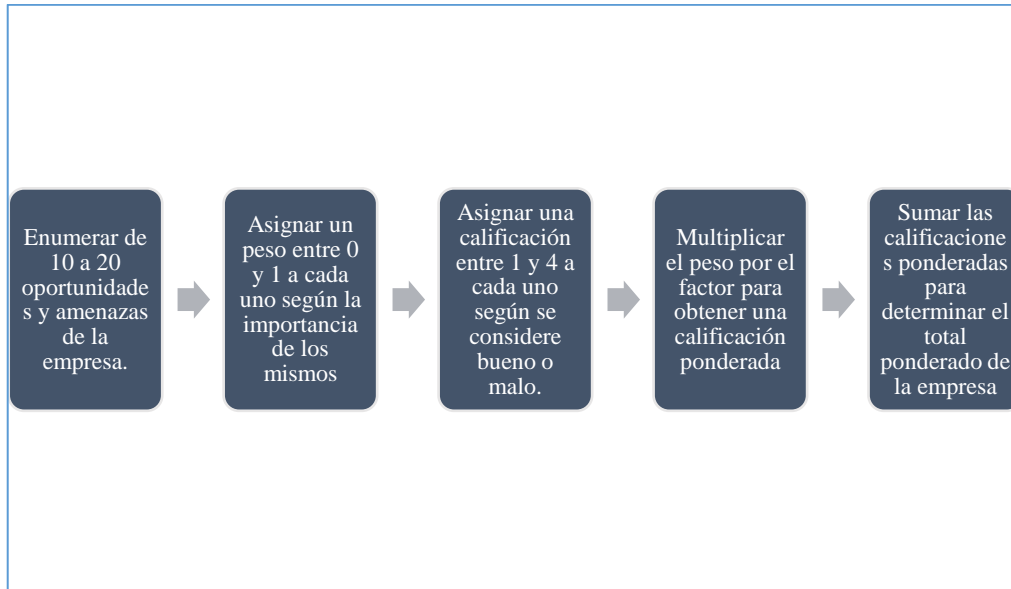 Enumerar de
10 a 20
oportunidade
s y amenazas
de la
empresa.
Asignar un
peso entre 0
y 1 a cada
uno según la
importancia
de los
mismos
Asignar una
calificación
entre 1 y 4 a
cada uno
según se
considere
bueno o
malo.
Multiplicar
el peso por el
factor para
obtener una
calificación
ponderada
Sumar las
calificacione
s ponderadas
para
determinar el
total
ponderado de
la empresa